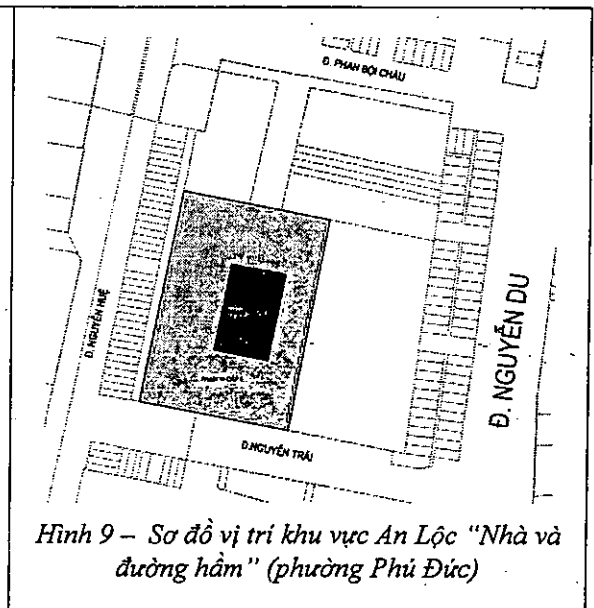 Đ. PHAN BỘI CHÂU
Đ. NGUYỄN HUỆ
Đ. NGUYỄN DU
Đ.NGUYỄN TRÃI
Hình 9 – Sơ đồ vị trí khu vực An Lộc “Nhà và
đường hầm” (phường Phú Đức)